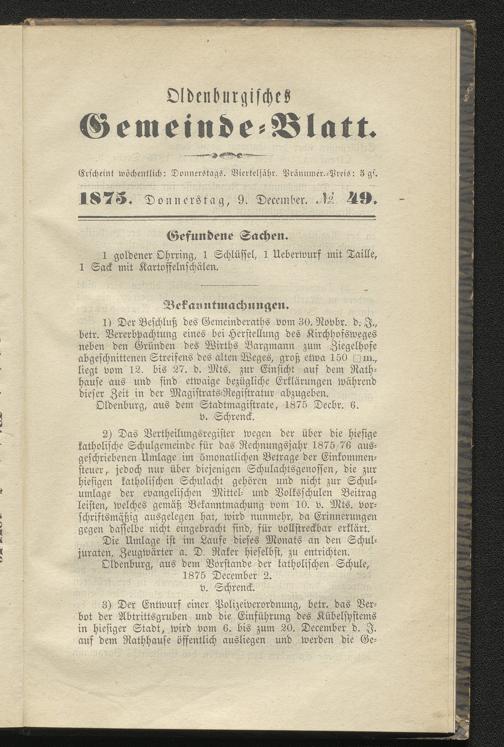 Oldenburgisches
Gemeinde-Blatt.
Erscheint wöchentlich: Donnerstags. Vierteljähr. Pränumer.-Preis: 5 gs.
1875. Donnerstag, 9. December. № 49.
Gefundene Sachen.
1 goldener Ohrring, 1 Schlüssel, 1 Ueberwurf mit Taille,
1 Sack mit Kartoffelnschälen.
Bekanntmachungen.
1) Der Beschluß des Gemeinderaths vom 30. Novbr. d. J.,
betr. Vererbpachtung eines bei Herstellung des Kirchhofsweges
neben den Gründen des Wirths Bargmann zum Ziegelhofe
abgeschnittenen Streifens des alten Weges, groß etwa 150 □m.,
liegt vom 12. bis 27. d. Mts. zur Einsicht auf dem Rath-
hause aus und sind etwaige bezügliche Erklärungen während
dieser Zeit in der Magistrats-Registratur abzugeben.
Oldenburg, aus dem Stadtmagistrate, 1875 Decbr. 6.
v. Schrenck.
2) Das Vertheilungsregister wegen der über die hiesige
katholische Schulgemeinde für das Rechnungsjahr 1875/76 aus-
geschriebenen Umlage im 5monatlichen Betrage der Einkommen-
steuer, jedoch nur über diejenigen Schulachtsgenossen, die zur
hiesigen katholischen Schulacht gehören und nicht zur Schul-
umlage der evangelischen Mittel- und Volksschulen Beitrag
leisten, welches gemäß Bekanntmachung vom 10. v. Mts. vor-
schriftsmäßig ausgelegen hat, wird nunmehr, da Erinnerungen
gegen dasselbe nicht eingebracht sind, für vollstreckbar erklärt.
Die Umlage ist im Laufe dieses Monats an den Schul-
juraten, Zeugwärter a. D. Raker hieselbst, zu entrichten.
Oldenburg, aus dem Vorstande der katholischen Schule,
1875 December 2.
v. Schrenck.
3) Der Entwurf einer Polizeiverordnung, betr. das Ver-
bot der Abtrittsgruben und die Einführung des Kübelsystems
in hiesiger Stadt, wird vom 6. bis zum 20. December d. J.
auf dem Rathhause öffentlich ausliegen und werden die Ge-